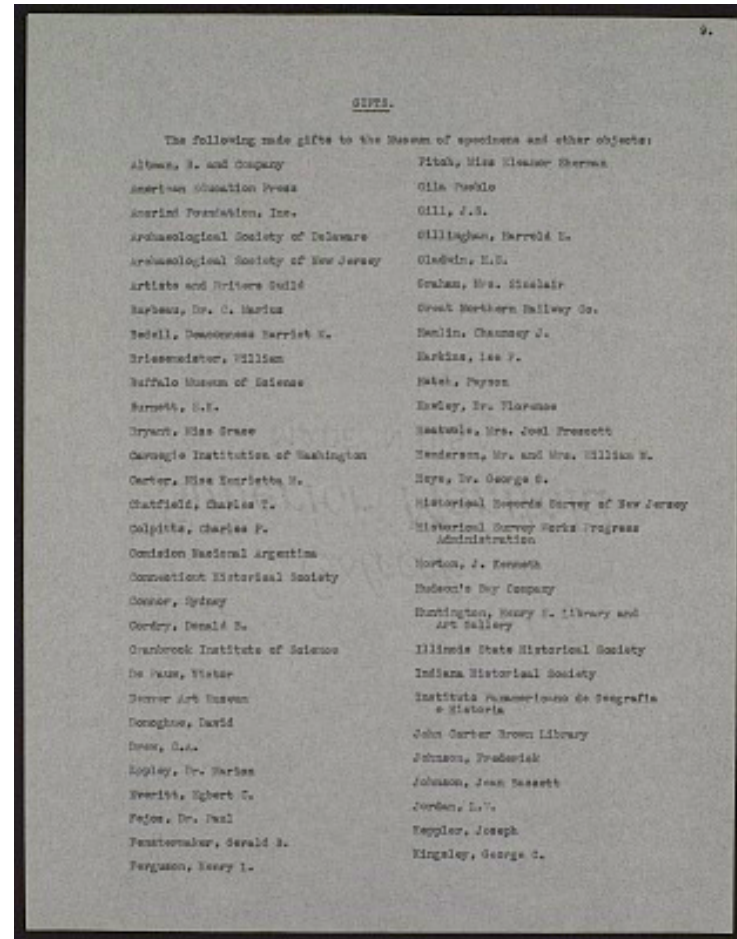 9.
GIFTS.
The following made gifts to the Museum of specimens and other objects:
Altman, B. and Company
American Education Press
Amerind Foundation, Inc.
Archaeological Society of Delaware
Archaeological Society of New Jersey
Artists and Writers Guild
Barbeau, Dr. C. Marius
Bedell, Deaconness Harriet M.
Briesemeister, William
Buffalo Museum of Science
Burnett, E.K.
Bryant, Miss Grace
Carnegie Institution of Washington
Carter, Miss Henrietta M.
Chatfield, Charles T.
Colpitts, Charles P.
Comision Nacional Argentina
Connecticut Historical Society
Connor, Sydney
Cordry, Donald B.
Cranbrook Institute of Science
De Pauw, Victor
Denver Art Museum
Donoghue, David
Drew, G.A.
Eppley, Dr. Marion
Everitt, Egbert C.
Fejos, Dr. Paul
Fenstermaker, Gerald B.
Ferguson, Henry L.
Fitch, Miss Eleanor Sherman
Gila Pueblo
Gill, J.S.
Gillingham, Harrold E.
Gladwin, H.S.
Graham, Mrs. Sinclair
Great Northern Railway Co.
Hamlin, Chauncey J.
Harkins, Lee F.
Hatch, Payson
Hawley, Dr. Florence
Heatwole, Mrs. Joel Prescott
Henderson, Mr. and Mrs. William M.
Heye, Dr. George G.
Historical Records Survey of New Jersey
Historical Survey Works Progress
Administration
Horton, J. Kenneth
Hudson's Bay Company
Huntington, Henry E. Library and
Art Gallery
Illinois State Historical Society
Indiana Historical Society
Instituto Panamericano de Geografia
e Historia
John Carter Brown Library
Johnson, Frederick
Johnson, Jean Bassett
Jordan, L.V.
Keppler, Joseph
Kingsley, George C.